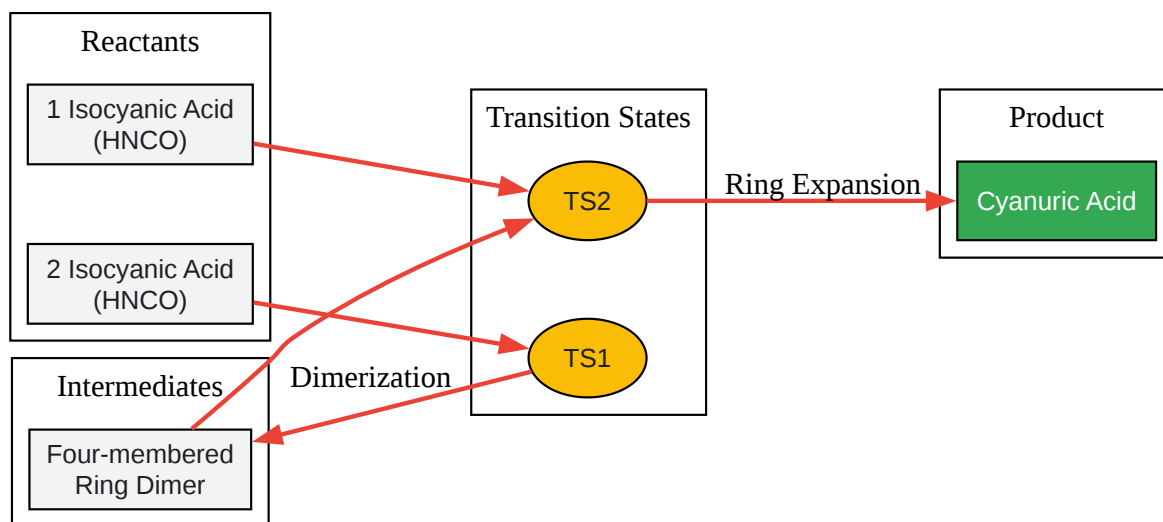 Reactants
1 Isocyanic Acid
(HNCO)
2 Isocyanic Acid
(HNCO)
Intermediates
Four-membered
Ring Dimer
Dimerization
Transition States
TS2
TS1
Ring Expansion
Product
Cyanuric Acid